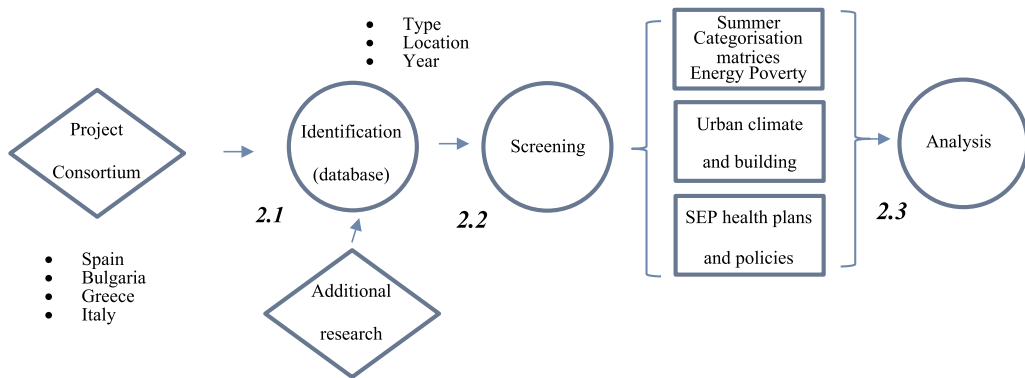 Project
Consortium
• Spain
• Bulgaria
• Greece
• Italy
2.1
• Type
• Location
• Year
Identification
(database)
Additional
research
2.2
Screening
Summer
Categorisation
matrices
Energy Poverty
Urban climate
and building
SEP health plans
and policies
2.3
Analysis